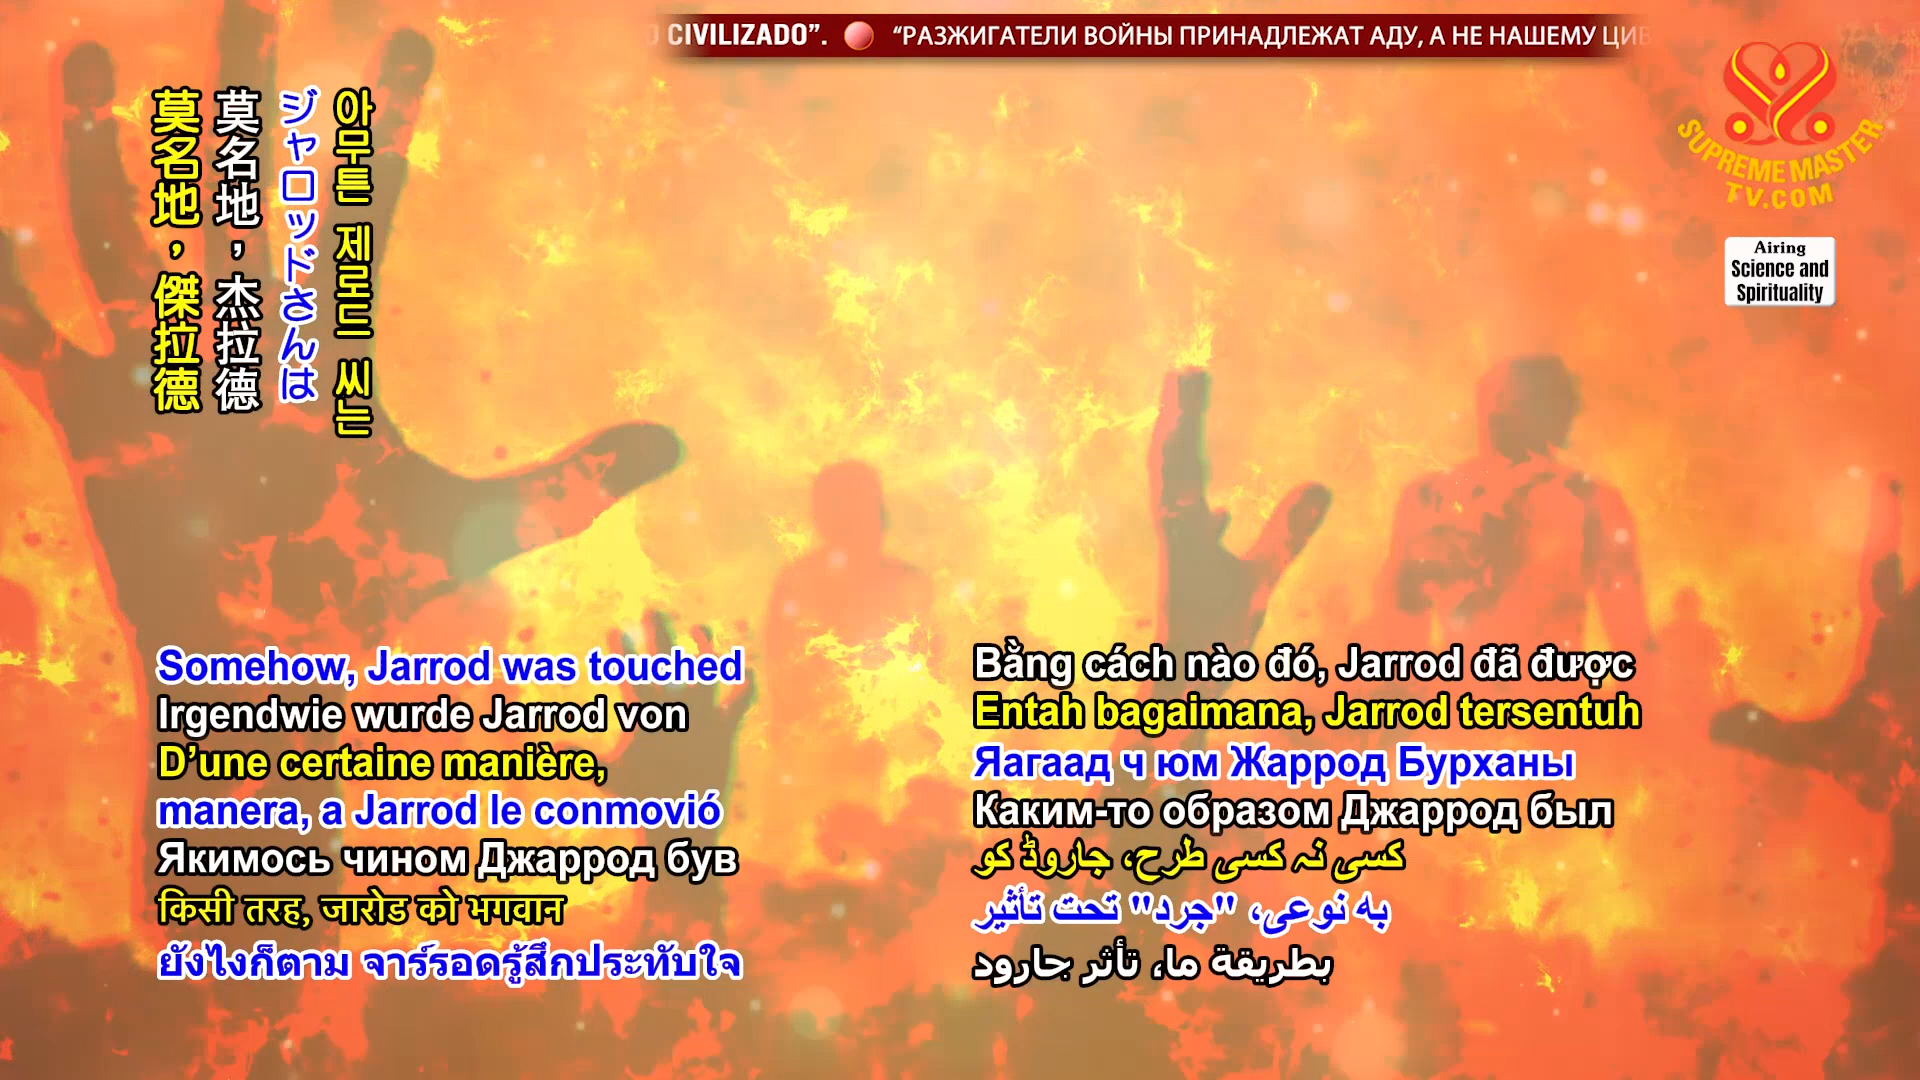 CIVILIZADO”. “РАЗЖИГАТЕЛИ ВОЙНЫ ПРИНАДЛЕЖАТ АДУ, А НЕ НАШЕМУ
SUPREME MASTER
TV.COM
Airing
Science and
Spirituality
아무튼 제로드 씨는
ジャロッドさんは
莫名地，杰拉德
莫名地，傑拉德
Somehow, Jarrod was touched
Irgendwie wurde Jarrod von
D’une certaine manière,
manera, a Jarrod le conmovió
Якимось чином Джаррод був
किसी तरह, जारोड को भगवान
ยังไงก็ตาม จาร์รอดรู้สึกประทับใจ
Bằng cách nào đó, Jarrod đã được
Entah bagaimana, Jarrod tersentuh
Яагаад ч юм Жаррод Бурханы
Каким-то образом Джаррод был
کسی نہ کسی طرح، جاروڈ کو
به نوعی، "جرد" تحت تأثیر
بطريقة ما، تأثر جارود